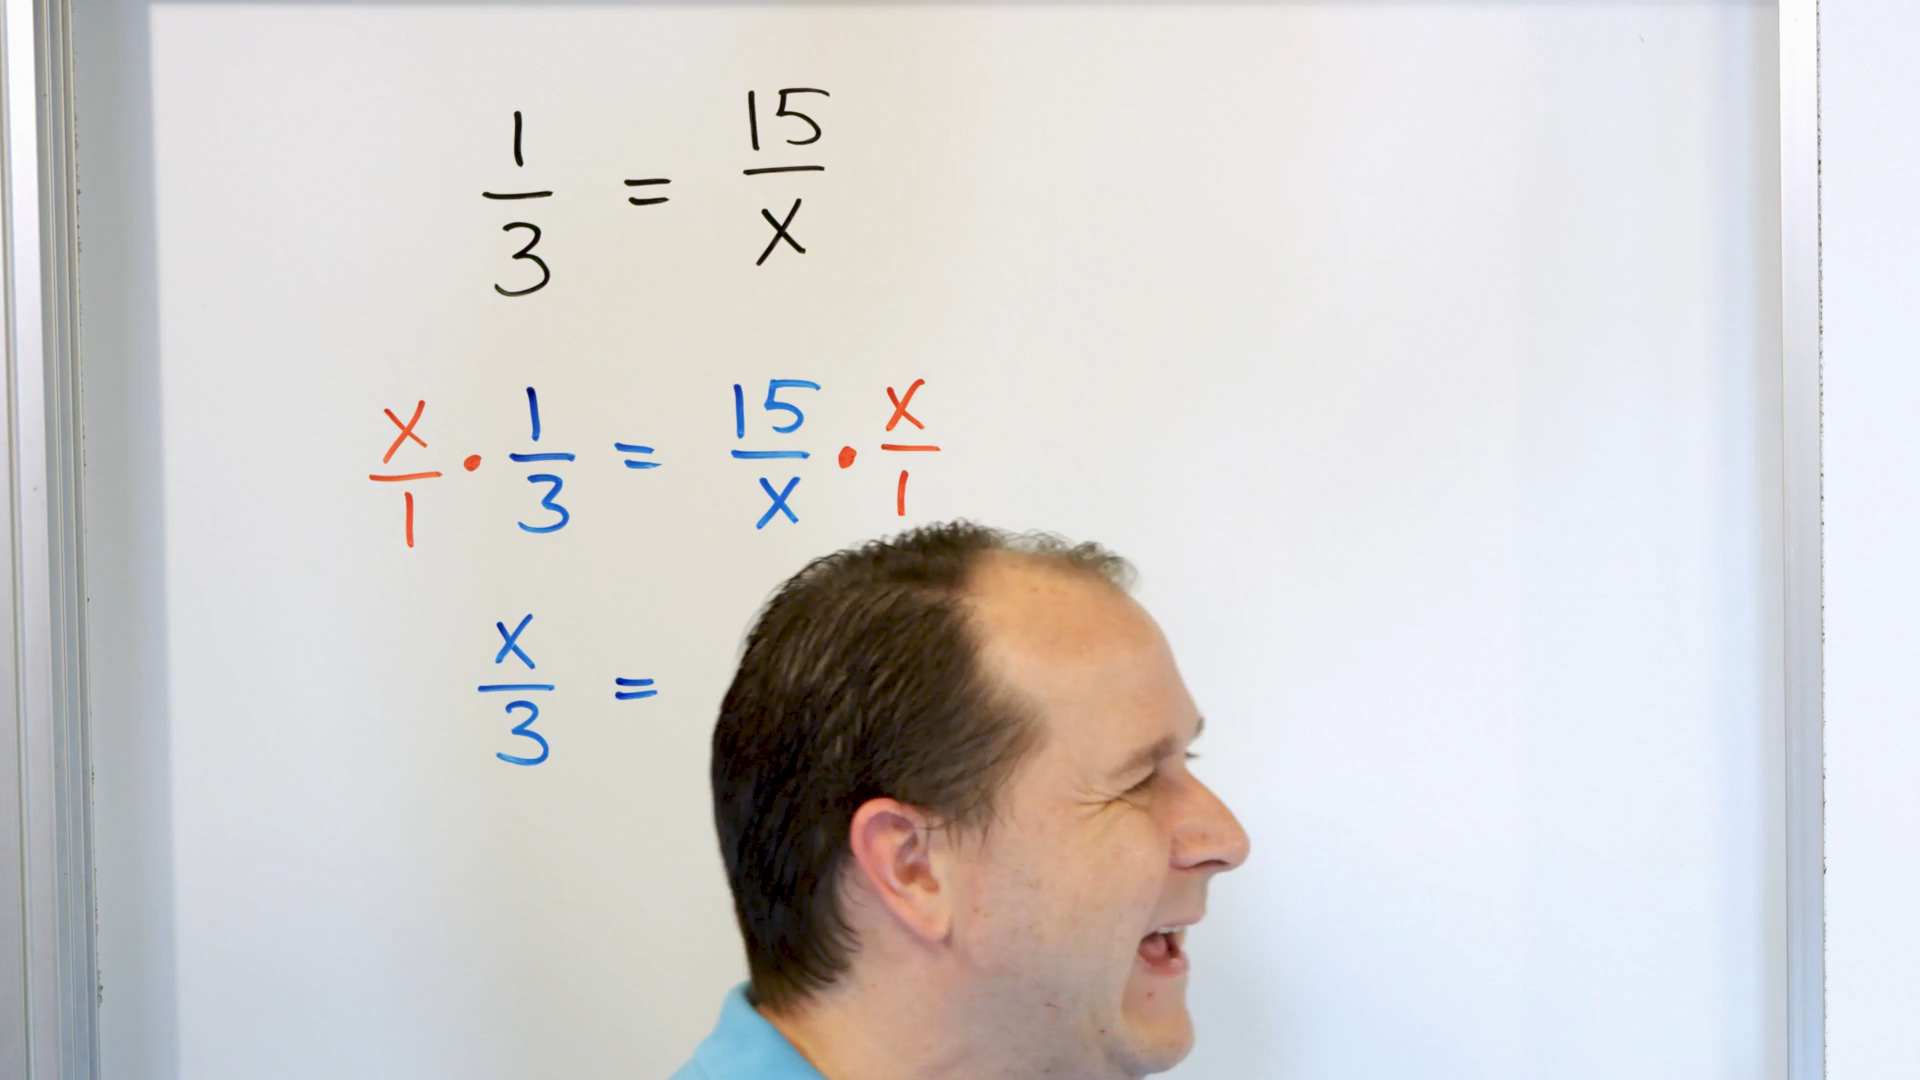 1/3 = 15/x
x/1 · 1/3 = 15/x · x/1
x/3 =